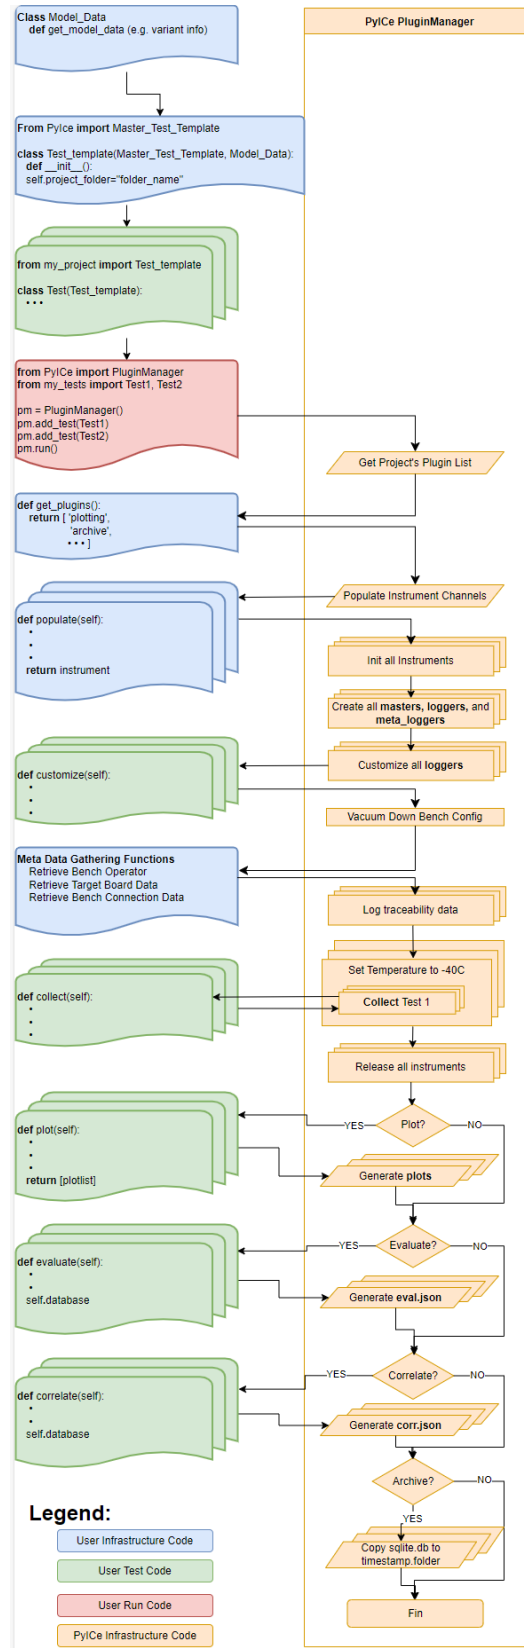 Class Model_Data
def get_model_data (e.g. variant info)
PyICe PluginManager
From PyIce import Master_Test_Template
class Test_template(Master_Test_Template, Model_Data):
def __init__():
self.project_folder="folder_name"
from my_project import Test_template
class Test(Test_template):
• • •
from PyICe import PluginManager
from my_tests import Test1, Test2
pm = PluginManager()
pm.add_test(Test1)
pm.add_test(Test2)
pm.run()
Get Project's Plugin List
def get_plugins():
return [ 'plotting',
'archive',
• • • ]
Populate Instrument Channels
def populate(self):
•
•
•
return instrument
Init all Instruments
Create all masters, loggers, and
meta_loggers
Customize all loggers
def customize(self):
•
•
•
Vacuum Down Bench Config
Meta Data Gathering Functions
Retrieve Bench Operator
Retrieve Target Board Data
Retrieve Bench Connection Data
Log traceability data
Set Temperature to -40C
Collect Test 1
def collect(self):
•
•
•
Release all instruments
Plot?
YES
NO
def plot(self):
•
•
•
return [plotlist]
Generate plots
Evaluate?
YES
NO
def evaluate(self):
•
•
self.database
Generate eval.json
Correlate?
YES
NO
def correlate(self):
•
•
self.database
Generate corr.json
Archive?
NO
YES
Copy sqlite.db to
timestamp.folder
Fin
Legend:
User Infrastructure Code
User Test Code
User Run Code
PyICe Infrastructure Code